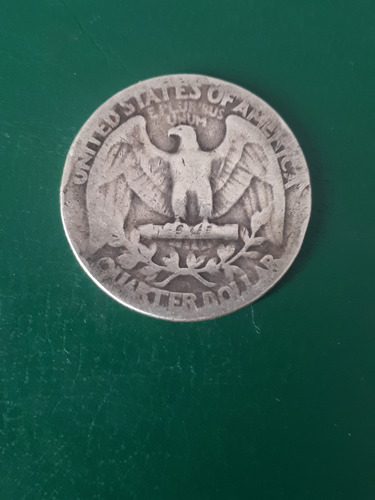 UNITED STATES OF AMERICA
E PLURIBUS
UNUM
QUARTER DOLLAR